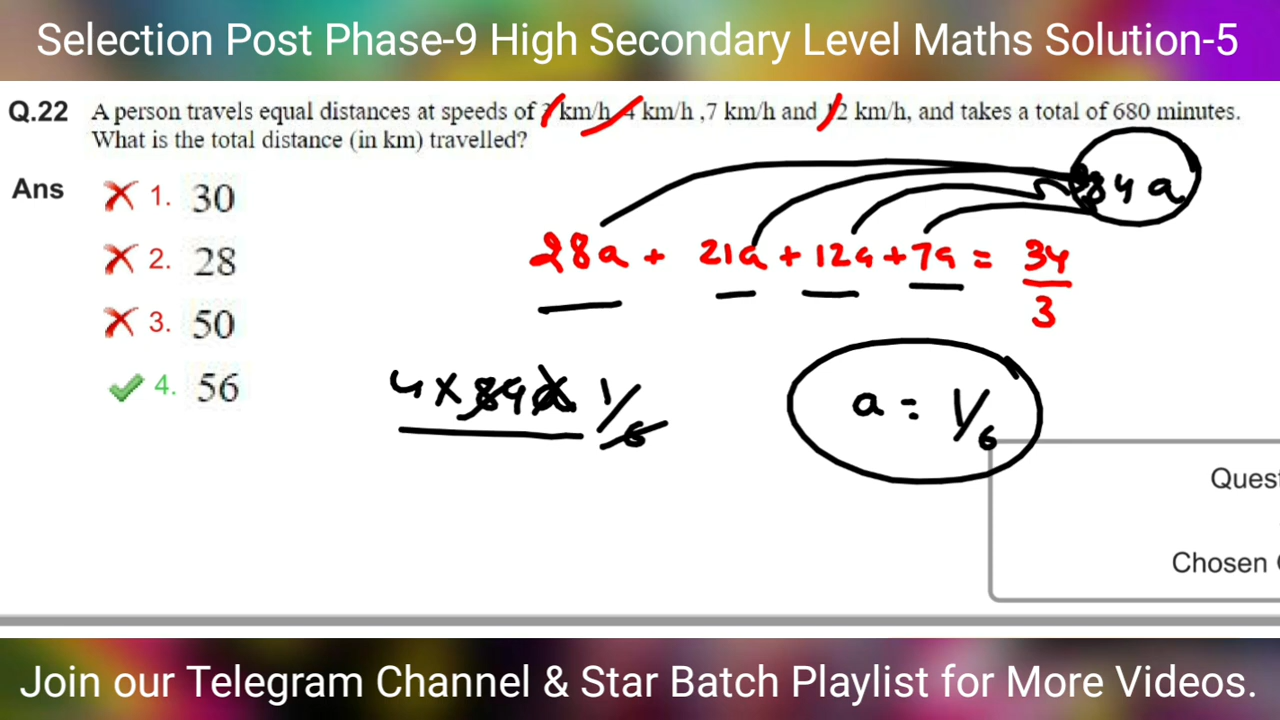 Selection Post Phase-9 High Secondary Level Maths Solution-5
Q.22 A person travels equal distances at speeds of 3 km/h, 4 km/h ,7 km/h and 12 km/h, and takes a total of 680 minutes.
What is the total distance (in km) travelled?
Ans
1. 30
2. 28
3. 50
4. 56
84a
28a + 21a + 12a + 7a = 34/3
4 × 84 × 1/6
a = 1/6
Quest
Chosen
Join our Telegram Channel & Star Batch Playlist for More Videos.